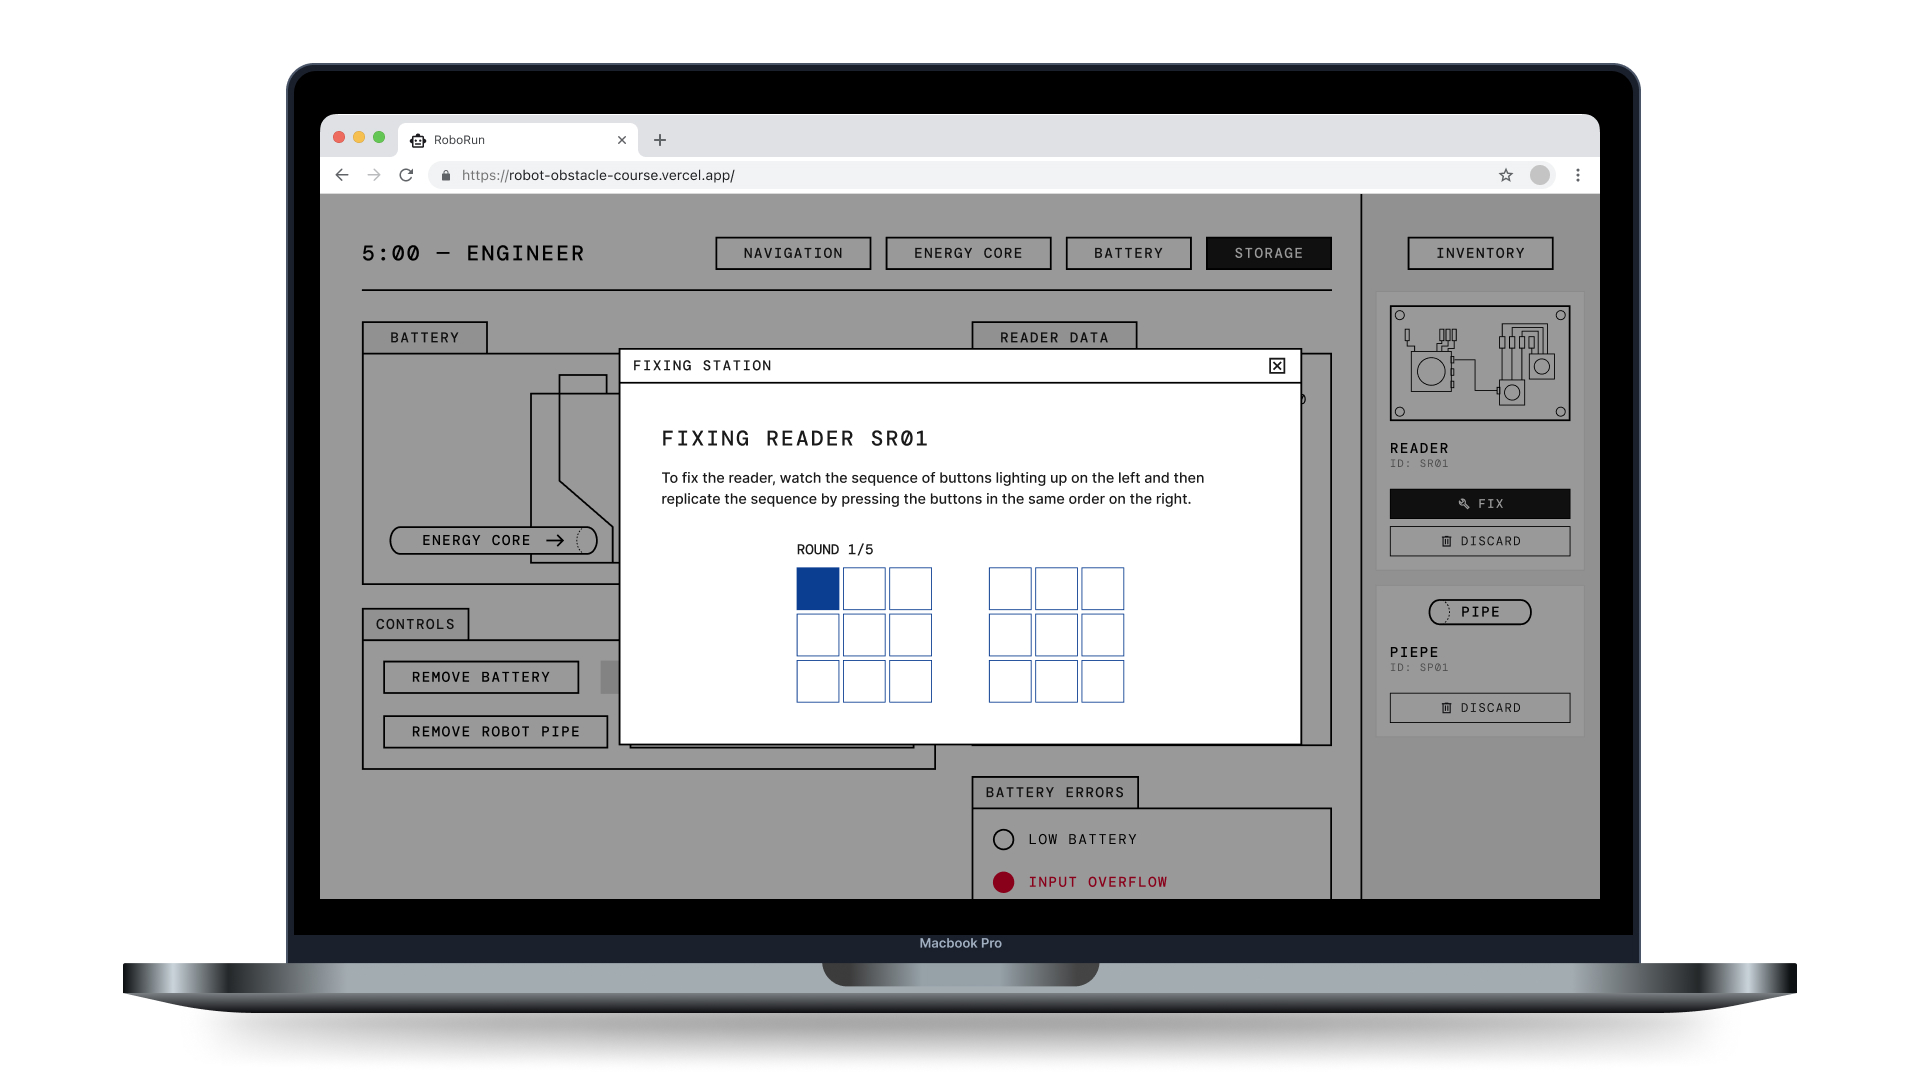 RoboRun
https://robot-obstacle-course.vercel.app/
5:00 — ENGINEER
NAVIGATION
ENERGY CORE
BATTERY
STORAGE
INVENTORY
BATTERY
READER DATA
FIXING STATION
FIXING READER SR01
To fix the reader, watch the sequence of buttons lighting up on the left and then
replicate the sequence by pressing the buttons in the same order on the right.
ROUND 1/5
ENERGY CORE
CONTROLS
REMOVE BATTERY
REMOVE ROBOT PIPE
BATTERY ERRORS
LOW BATTERY
INPUT OVERFLOW
READER
ID: SR01
FIX
DISCARD
PIPE
PIEPE
ID: SP01
DISCARD
Macbook Pro